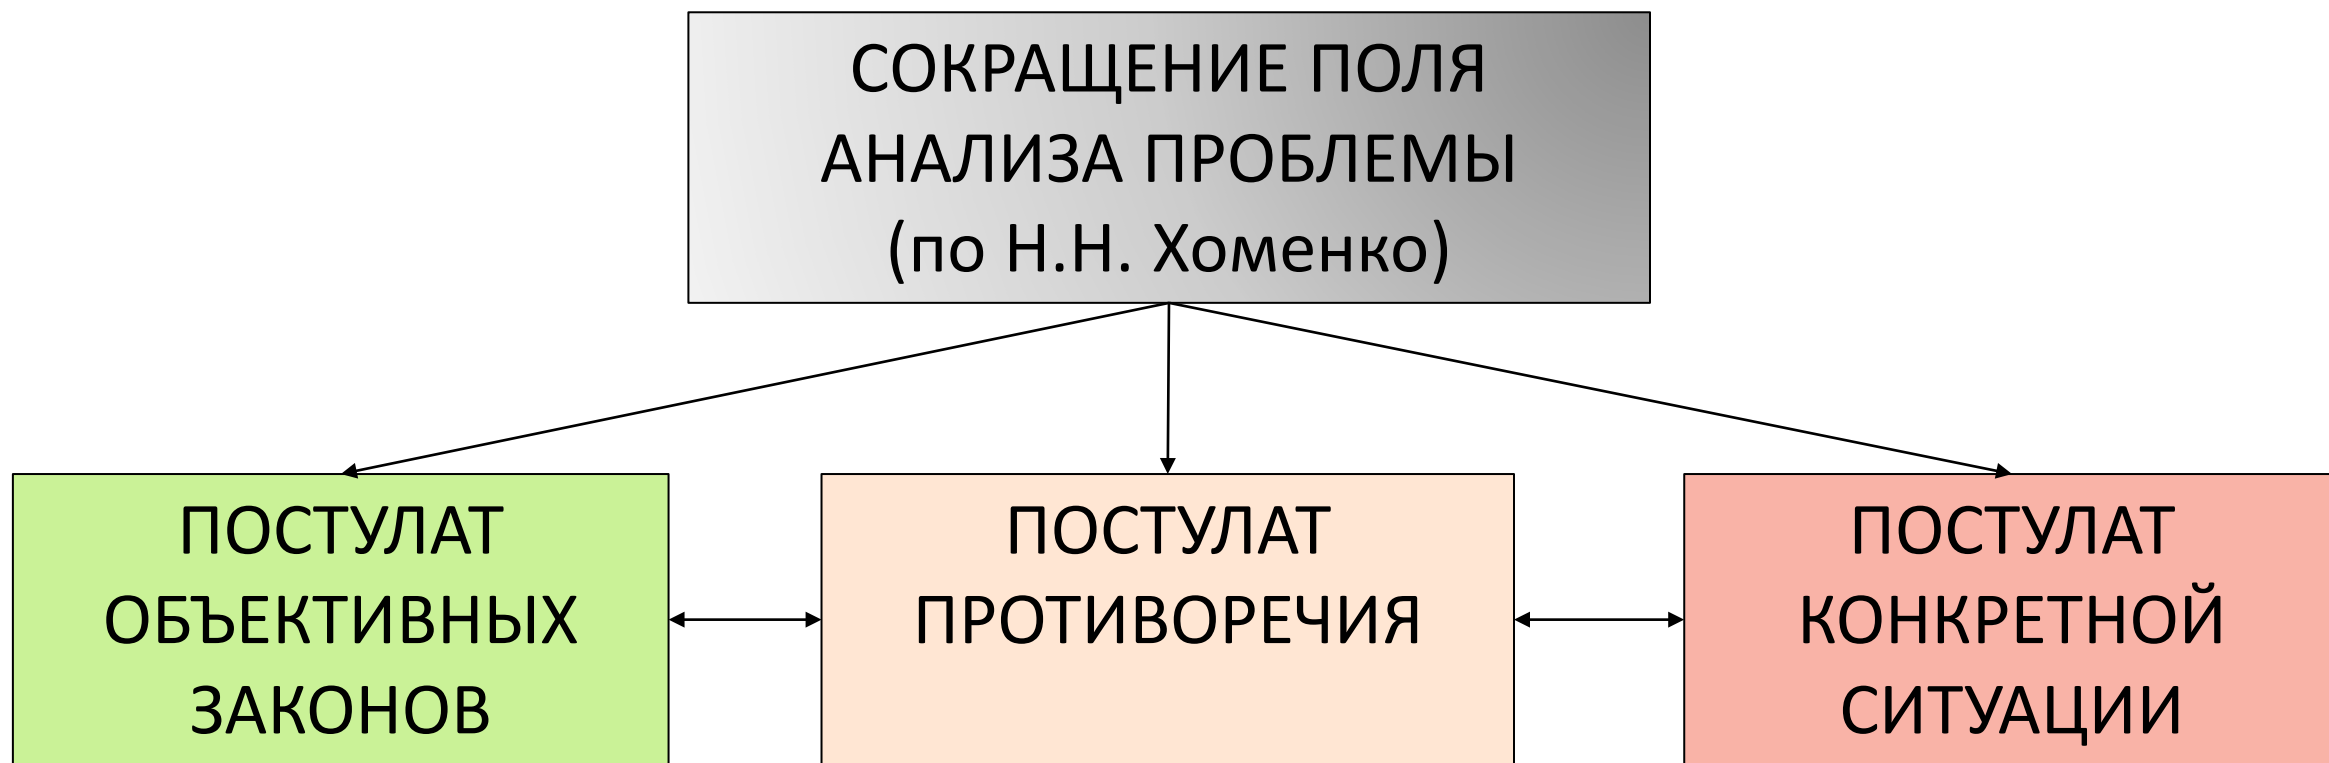 СОКРАЩЕНИЕ ПОЛЯ
АНАЛИЗА ПРОБЛЕМЫ
(по Н.Н. Хоменко)
ПОСТУЛАТ
ОБЪЕКТИВНЫХ
ЗАКОНОВ
ПОСТУЛАТ
ПРОТИВОРЕЧИЯ
ПОСТУЛАТ
КОНКРЕТНОЙ
СИТУАЦИИ